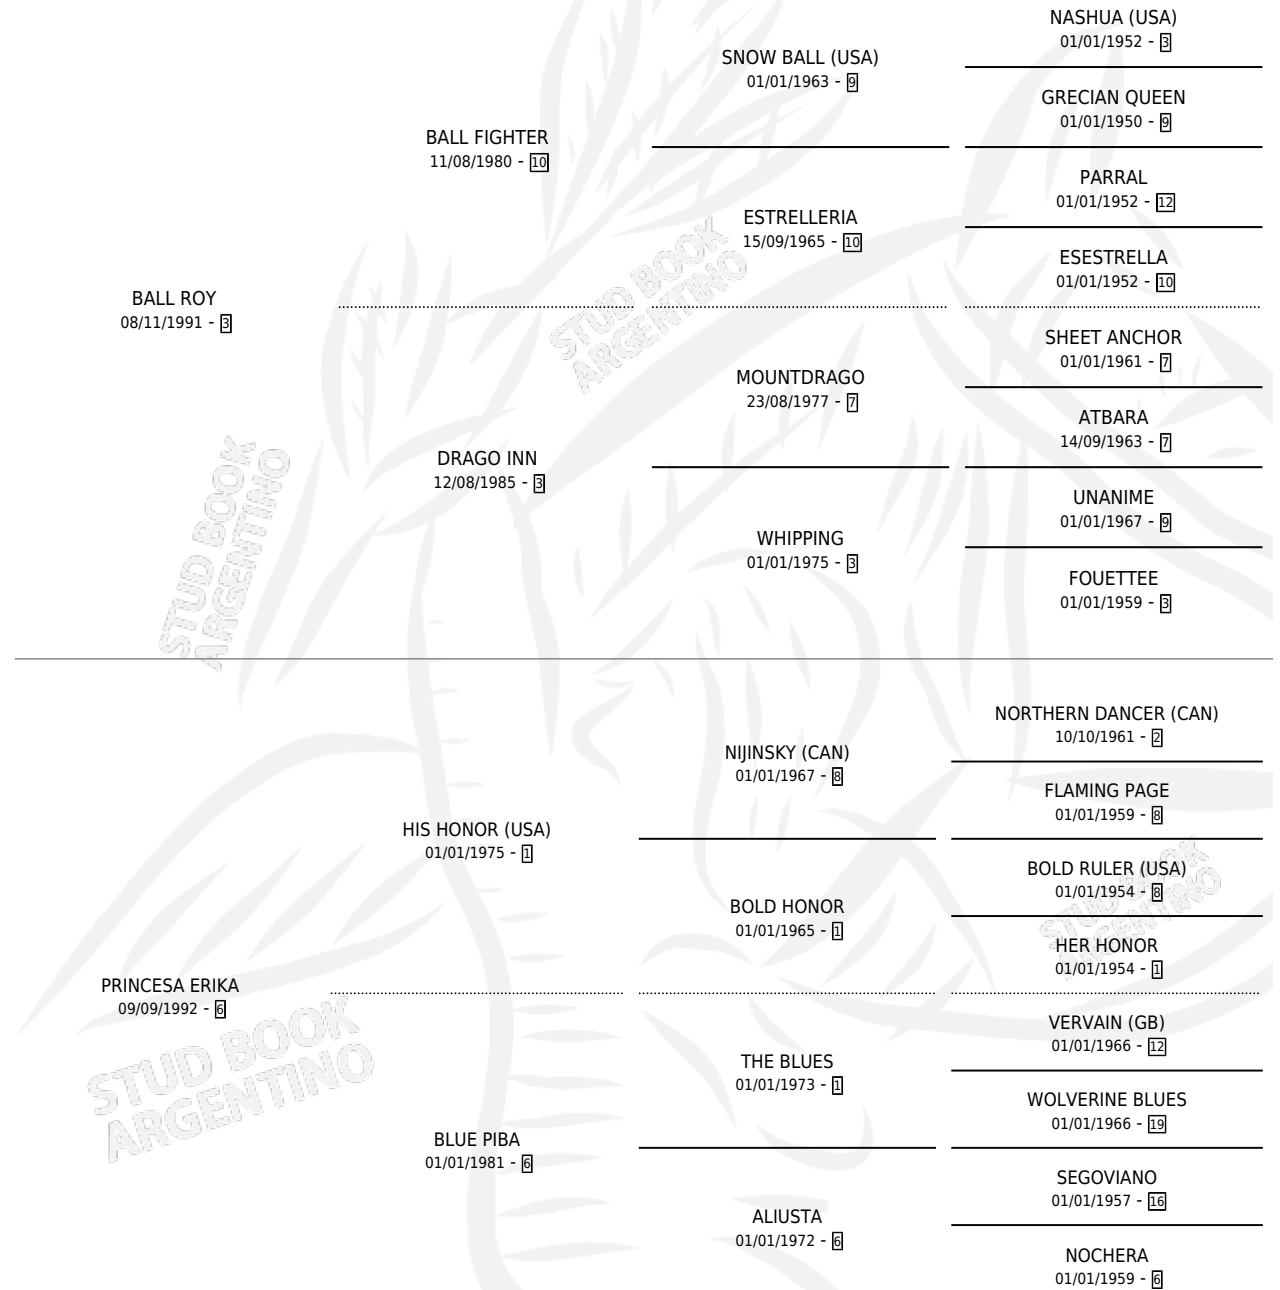 NASHUA (USA)
01/01/1952 - 3
SNOW BALL (USA)
01/01/1963 - 9
GRECIAN QUEEN
01/01/1950 - 9
BALL FIGHTER
11/08/1980 - 10
PARRAL
01/01/1952 - 12
ESTRELLERIA
15/09/1965 - 10
ESESTRELLA
01/01/1952 - 10
BALL ROY
08/11/1991 - 3
SHEET ANCHOR
01/01/1961 - 7
MOUNTDRAGO
23/08/1977 - 7
ATBARA
14/09/1963 - 7
DRAGO INN
12/08/1985 - 3
UNANIME
01/01/1967 - 9
WHIPPING
01/01/1975 - 3
FOUETTEE
01/01/1959 - 3
STUD BOOK
ARGENTINO
STUD BOOK
ARGENTINO
NORTHERN DANCER (CAN)
10/10/1961 - 2
NIJINSKY (CAN)
01/01/1967 - 8
FLAMING PAGE
01/01/1959 - 8
HIS HONOR (USA)
01/01/1975 - 1
BOLD RULER (USA)
01/01/1954 - 8
BOLD HONOR
01/01/1965 - 1
HER HONOR
01/01/1954 - 1
PRINCESA ERIKA
09/09/1992 - 6
VERVAIN (GB)
01/01/1966 - 12
THE BLUES
01/01/1973 - 1
WOLVERINE BLUES
01/01/1966 - 19
BLUE PIBA
01/01/1981 - 6
SEGOVIANO
01/01/1957 - 16
ALIUSTA
01/01/1972 - 6
NOCHERA
01/01/1959 - 6
STUD BOOK
ARGENTINO
STUD BOOK
ARGENTINO